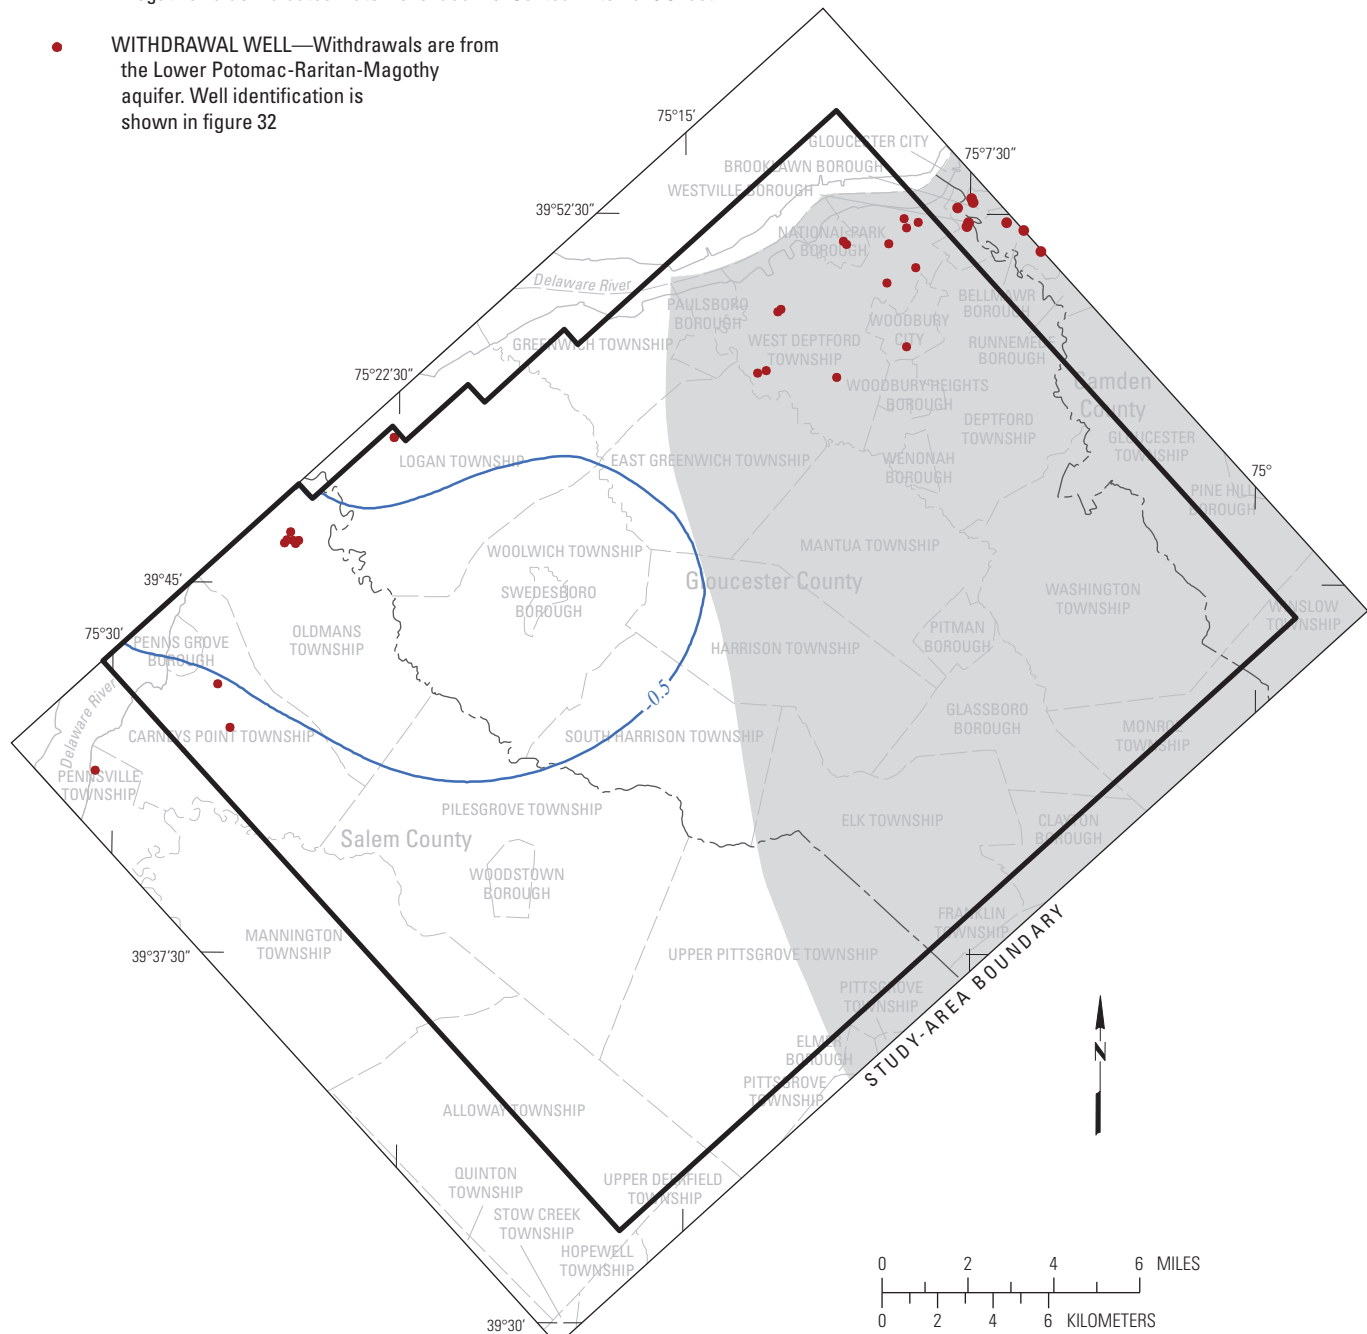 WITHDRAWAL WELL—Withdrawals are from
the Lower Potomac-Raritan-Magothy
aquifer. Well identification is
shown in figure 32
75°15'
GLOUCESTER CITY
75°7'30"
BROOKLAWN BOROUGH
WESTVILLE BOROUGH
39°52'30"
NATIONAL PARK
BOROUGH
Delaware River
PAULSBORO
BOROUGH
BELLMAWR
BOROUGH
WOODBURY
CITY
WEST DEPTFORD
TOWNSHIP
RUNNEMEDE
BOROUGH
GREENWICH TOWNSHIP
75°22'30"
Camden
County
WOODBURY HEIGHTS
BOROUGH
DEPTFORD
TOWNSHIP
GLOUCESTER
TOWNSHIP
LOGAN TOWNSHIP
EAST GREENWICH TOWNSHIP
WENONAH
BOROUGH
75°
PINE HILL
BOROUGH
WOOLWICH TOWNSHIP
MANTUA TOWNSHIP
39°45'
Gloucester County
SWEDESBORO
BOROUGH
WASHINGTON
TOWNSHIP
WINSLOW
TOWNSHIP
75°30'
PENNS GROVE
BOROUGH
OLDMANS
TOWNSHIP
PITMAN
BOROUGH
HARRISON TOWNSHIP
-0.5
Delaware River
GLASSBORO
BOROUGH
MONROE
TOWNSHIP
CARNEYS POINT TOWNSHIP
SOUTH HARRISON TOWNSHIP
PENNSVILLE
TOWNSHIP
PILESGROVE TOWNSHIP
ELK TOWNSHIP
CLAYTON
BOROUGH
Salem County
WOODSTOWN
BOROUGH
FRANKLIN
TOWNSHIP
MANNINGTON
TOWNSHIP
39°37'30"
UPPER PITTSGROVE TOWNSHIP
PITTSGROVE
TOWNSHIP
STUDY-AREA BOUNDARY
ELMER
BOROUGH
N
PITTSGROVE
TOWNSHIP
ALLOWAY TOWNSHIP
QUINTON
TOWNSHIP
UPPER DEERFIELD
TOWNSHIP
STOW CREEK
TOWNSHIP
HOPEWELL
TOWNSHIP
0 2 4 6 MILES
0 2 4 6 KILOMETERS
39°30'